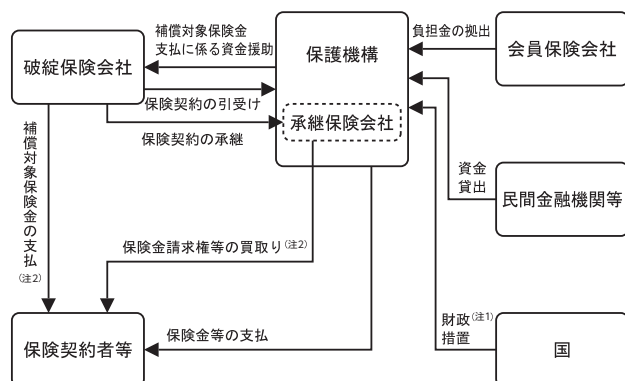 補償対象保険金
支払に係る資金援助
保護機構
負担金の拠出
会員保険会社
破綻保険会社
保険契約の引受け
承継保険会社
保険契約の承継
補償対象保険金の支払
(注2)
資金
貸出
民間金融機関等
保険金請求権等の買取り(注2)
保険契約者等
保険金等の支払
財政(注1)
措置
国